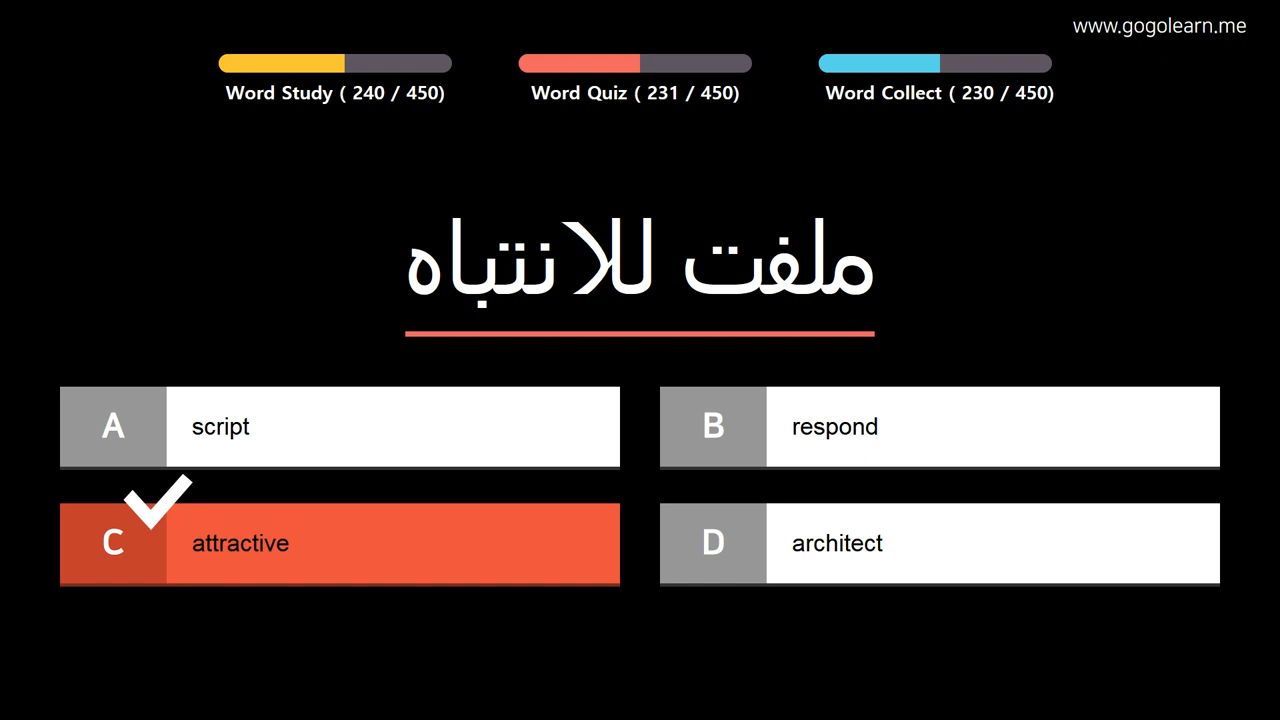 www.gogolearn.me
Word Study ( 240 / 450)
Word Quiz ( 231 / 450)
Word Collect ( 230 / 450)
ملفت للانتباه
A script
B respond
C attractive
D architect